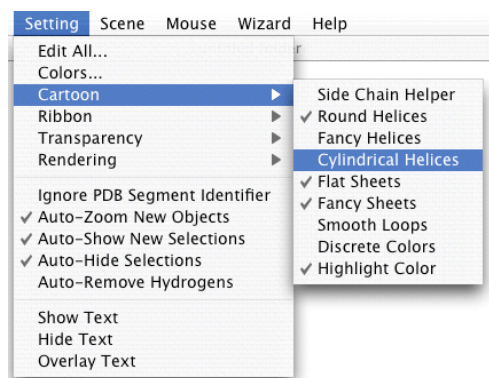 Setting Scene Mouse Wizard Help
Edit All...
Colors...
Cartoon
Ribbon
Transparency
Rendering
Ignore PDB Segment Identifier
Auto-Zoom New Objects
Auto-Show New Selections
Auto-Hide Selections
Auto-Remove Hydrogens
Show Text
Hide Text
Overlay Text
Side Chain Helper
Round Helices
Fancy Helices
Cylindrical Helices
Flat Sheets
Fancy Sheets
Smooth Loops
Discrete Colors
Highlight Color